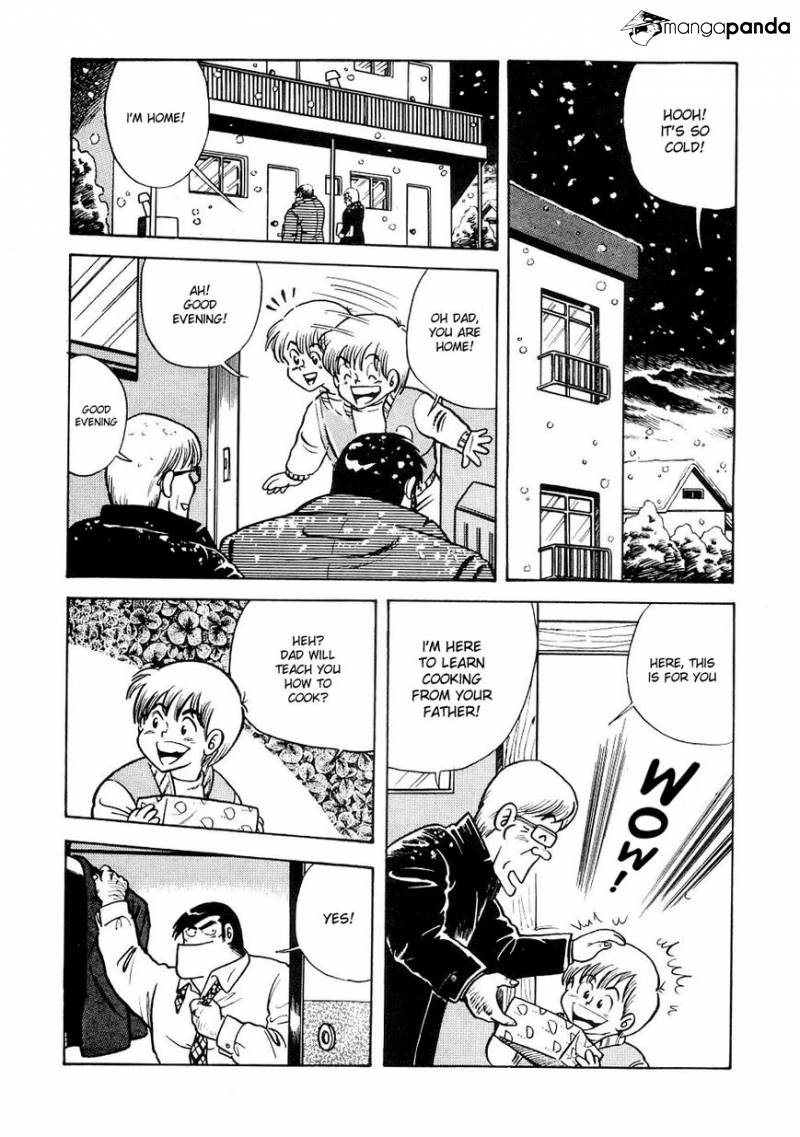 mangapanda
HOOH!
IT'S SO
COLD!
I'M HOME!
OH DAD,
YOU ARE
HOME!
AH!
GOOD
EVENING!
GOOD
EVENING
HERE, THIS
IS FOR YOU
WOW!
I'M HERE
TO LEARN
COOKING
FROM YOUR
FATHER!
HEH?
DAD WILL
TEACH YOU
HOW TO
COOK?
YES!